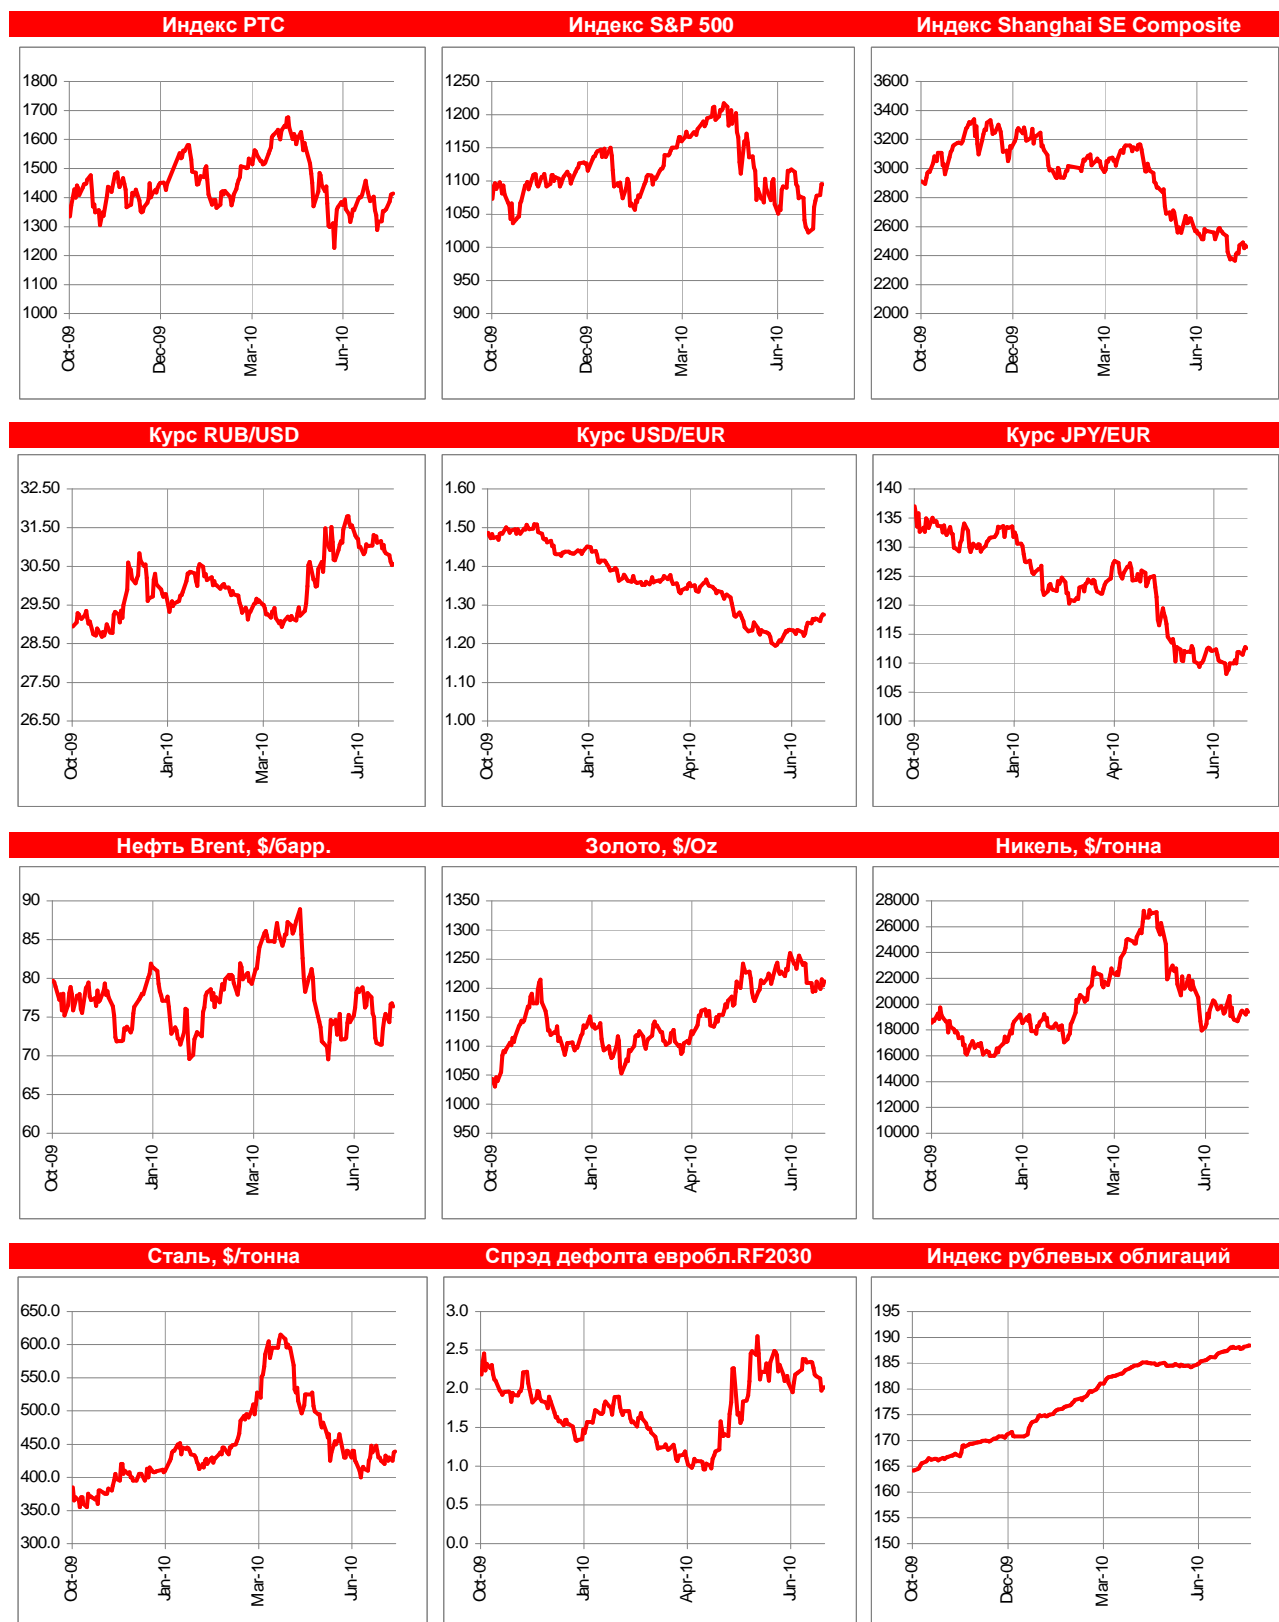 Индекс РТС
Индекс S&P 500
Индекс Shanghai SE Composite
1800
1700
1600
1500
1400
1300
1200
1100
1000
Oct-09
Dec-09
Mar-10
Jun-10
1250
1200
1150
1100
1050
1000
950
900
Oct-09
Dec-09
Mar-10
Jun-10
3600
3400
3200
3000
2800
2600
2400
2200
2000
Oct-09
Dec-09
Mar-10
Jun-10
Курс RUB/USD
Курс USD/EUR
Курс JPY/EUR
32.50
31.50
30.50
29.50
28.50
27.50
26.50
Oct-09
Jan-10
Mar-10
Jun-10
1.60
1.50
1.40
1.30
1.20
1.10
1.00
Oct-09
Jan-10
Apr-10
Jun-10
140
135
130
125
120
115
110
105
100
Oct-09
Jan-10
Apr-10
Jun-10
Нефть Brent, $/барр.
Золото, $/Oz
Никель, $/тонна
90
85
80
75
70
65
60
Oct-09
Jan-10
Mar-10
Jun-10
1350
1300
1250
1200
1150
1100
1050
1000
950
Oct-09
Jan-10
Apr-10
Jun-10
28000
26000
24000
22000
20000
18000
16000
14000
12000
10000
Oct-09
Jan-10
Mar-10
Jun-10
Сталь, $/тонна
Спрэд дефолта евробл.RF2030
Индекс рублевых облигаций
650.0
600.0
550.0
500.0
450.0
400.0
350.0
300.0
Oct-09
Jan-10
Mar-10
Jun-10
3.0
2.5
2.0
1.5
1.0
0.5
0.0
Oct-09
Jan-10
Apr-10
Jun-10
195
190
185
180
175
170
165
160
155
150
Oct-09
Dec-09
Mar-10
Jun-10